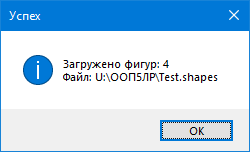 Успех
Загружено фигур: 4
Файл: U:\ООП5ЛР\Test.shapes
OK